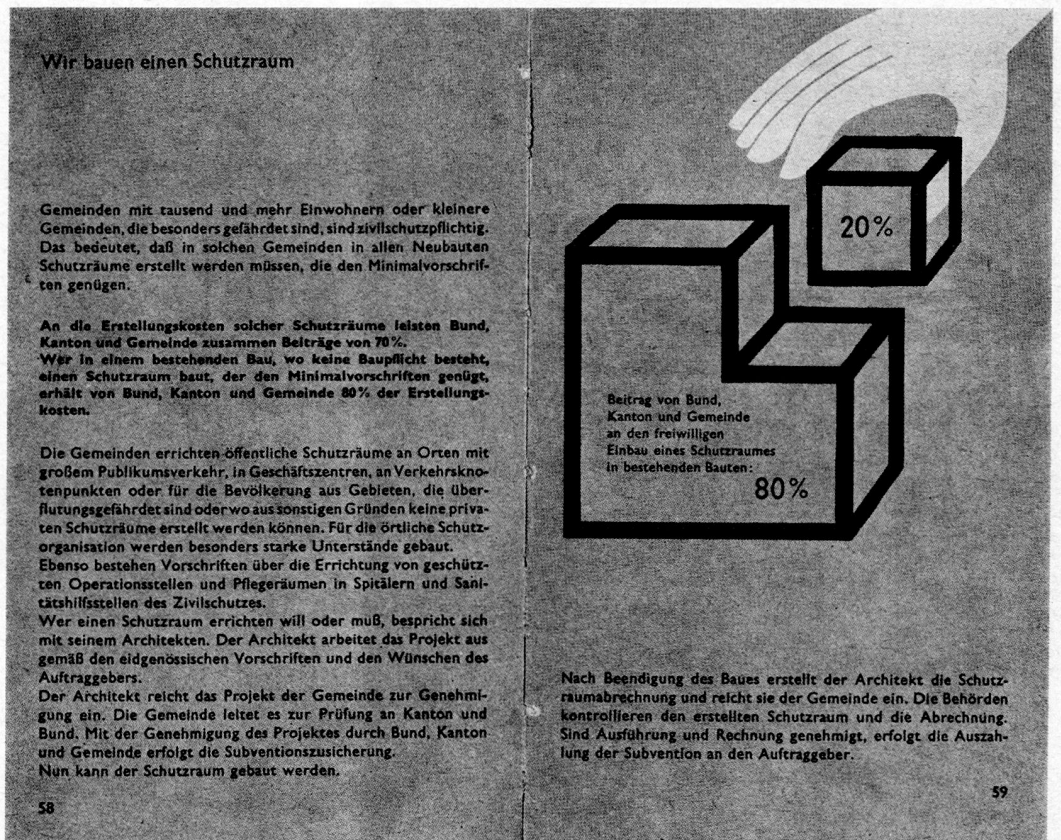 Wir bauen einen Schutzraum
Gemeinden mit tausend und mehr Einwohnern oder kleinere
Gemeinden, die besonders gefährdet sind, sind zivilschutzpflichtig.
Das bedeutet, daß in solchen Gemeinden in allen Neubauten
Schutzräume erstellt werden müssen, die den Minimalvorschrif-
ten genügen.
An die Erstellungskosten solcher Schutzräume leisten Bund,
Kanton und Gemeinde zusammen Beiträge von 70%.
Wer in einem bestehenden Bau, wo keine Baupflicht besteht,
einen Schutzraum baut, der den Minimalvorschriften genügt,
erhält von Bund, Kanton und Gemeinde 80% der Erstellungs-
kosten.
Die Gemeinden errichten öffentliche Schutzräume an Orten mit
großem Publikumsverkehr, in Geschäftszentren, an Verkehrskno-
tenpunkten oder für die Bevölkerung aus Gebieten, die über-
flutungsgefährdet sind oder wo aus sonstigen Gründen keine priva-
ten Schutzräume erstellt werden können. Für die örtliche Schutz-
organisation werden besonders starke Unterstände gebaut.
Ebenso bestehen Vorschriften über die Errichtung von geschütz-
ten Operationsstellen und Pflegeräumen in Spitälern und Sani-
tätshilfsstellen des Zivilschutzes.
Wer einen Schutzraum errichten will oder muß, bespricht sich
mit seinem Architekten. Der Architekt arbeitet das Projekt aus
gemäß den eidgenössischen Vorschriften und den Wünschen des
Auftraggebers.
Der Architekt reicht das Projekt der Gemeinde zur Genehmi-
gung ein. Die Gemeinde leitet es zur Prüfung an Kanton und
Bund. Mit der Genehmigung des Projektes durch Bund, Kanton
und Gemeinde erfolgt die Subventionszusicherung.
Nun kann der Schutzraum gebaut werden.
58
20%
Beitrag von Bund,
Kanton und Gemeinde
an den freiwilligen
Einbau eines Schutzraumes
in bestehenden Bauten:
80%
Nach Beendigung des Baues erstellt der Architekt die Schutz-
raumabrechnung und reicht sie der Gemeinde ein. Die Behörden
kontrollieren den erstellten Schutzraum und die Abrechnung.
Sind Ausführung und Rechnung genehmigt, erfolgt die Auszah-
lung der Subvention an den Auftraggeber.
59